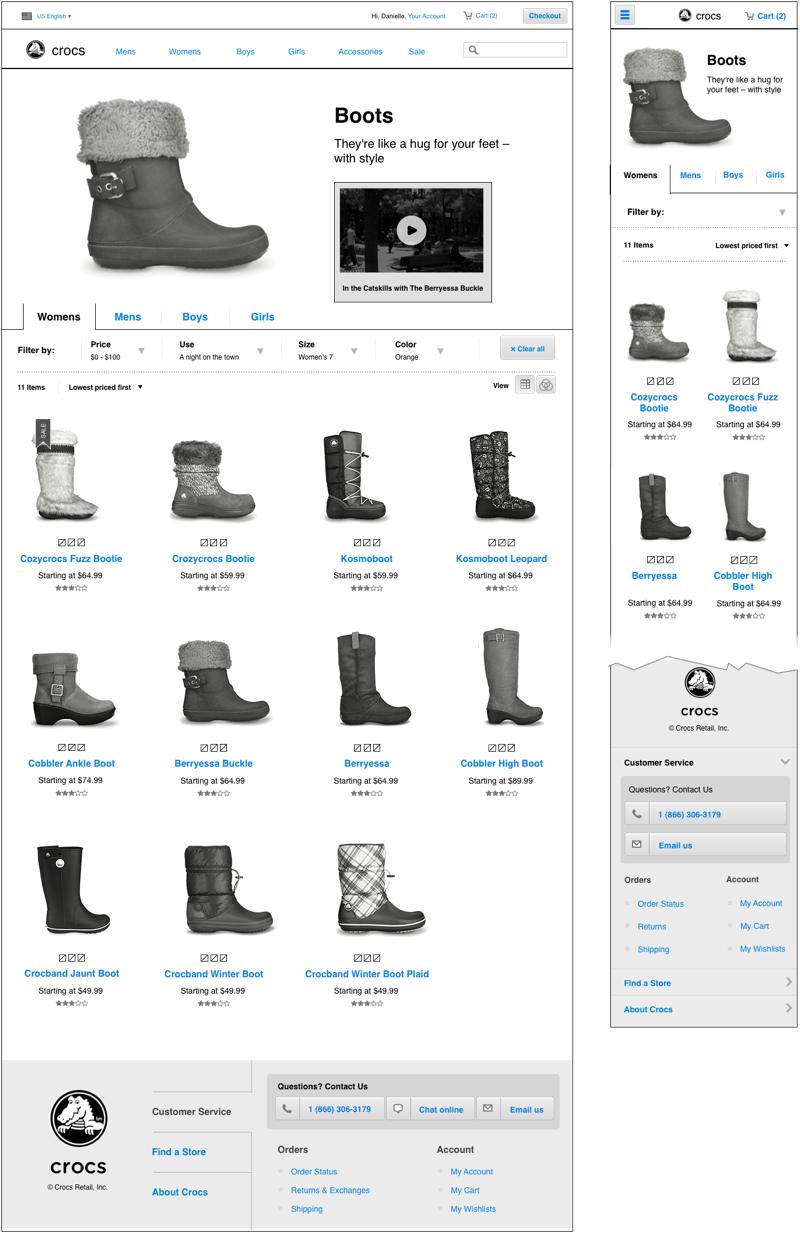 US English ▾
Hi, Danielle. Your Account
Cart (2)
Checkout
crocs
Mens
Womens
Boys
Girls
Accessories
Sale
Boots
They're like a hug for your feet –
with style
In the Catskills with The Berryessa Buckle
Womens
Mens
Boys
Girls
Filter by:
Price
$0 - $100
Use
A night on the town
Size
Women's 7
Color
Orange
× Clear all
11 Items
Lowest priced first
View
SALE
Cozycrocs Fuzz Bootie
Starting at $64.99
Crozycrocs Bootie
Starting at $59.99
Kosmoboot
Starting at $59.99
Kosmoboot Leopard
Starting at $64.99
Cobbler Ankle Boot
Starting at $74.99
Berryessa Buckle
Starting at $64.99
Berryessa
Starting at $64.99
Cobbler High Boot
Starting at $89.99
Crocband Jaunt Boot
Starting at $49.99
Crocband Winter Boot
Starting at $49.99
Crocband Winter Boot Plaid
Starting at $49.99
crocs
© Crocs Retail, Inc.
Customer Service
Find a Store
About Crocs
Questions? Contact Us
1 (866) 306-3179
Chat online
Email us
Orders
Order Status
Returns & Exchanges
Shipping
Account
My Account
My Cart
My Wishlists
crocs
Cart (2)
Boots
They're like a hug for
your feet – with style
Womens
Mens
Boys
Girls
Filter by:
11 Items
Lowest priced first
Cozycrocs
Bootie
Starting at $64.99
Cozycrocs Fuzz
Bootie
Starting at $64.99
Berryessa
Starting at $64.99
Cobbler High
Boot
Starting at $64.99
crocs
© Crocs Retail, Inc.
Customer Service
Questions? Contact Us
1 (866) 306-3179
Email us
Orders
Order Status
Returns
Shipping
Account
My Account
My Cart
My Wishlists
Find a Store
About Crocs